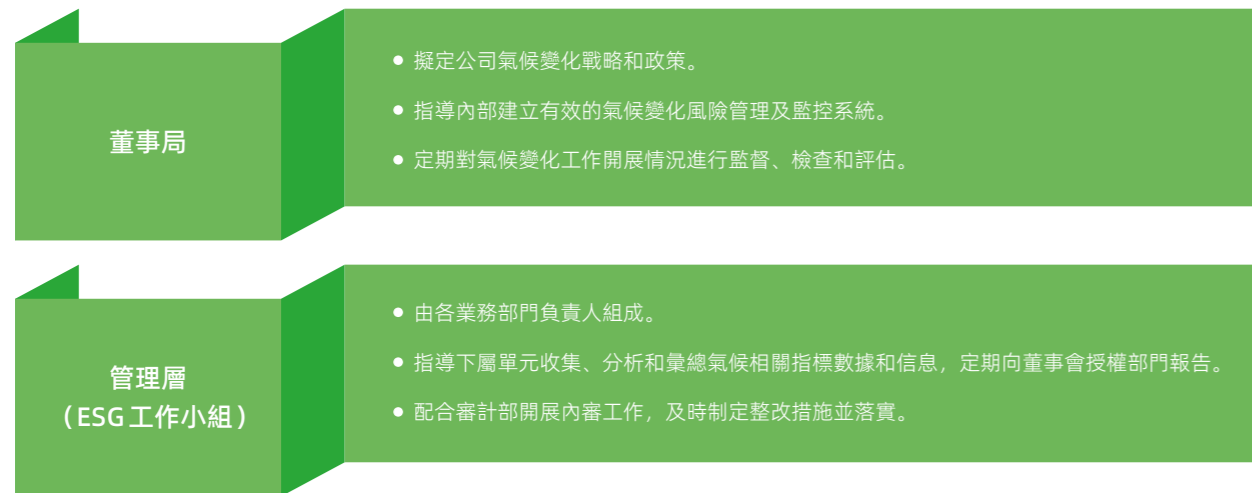 董事局
● 擬定公司氣候變化戰略和政策。
● 指導內部建立有效的氣候變化風險管理及監控系統。
● 定期對氣候變化工作開展情況進行監督、檢查和評估。
管理層
（ESG工作小組）
● 由各業務部門負責人組成。
● 指導下屬單元收集、分析和彙總氣候相關指標數據和信息，定期向董事會授權部門報告。
● 配合審計部開展內審工作，及時制定整改措施並落實。